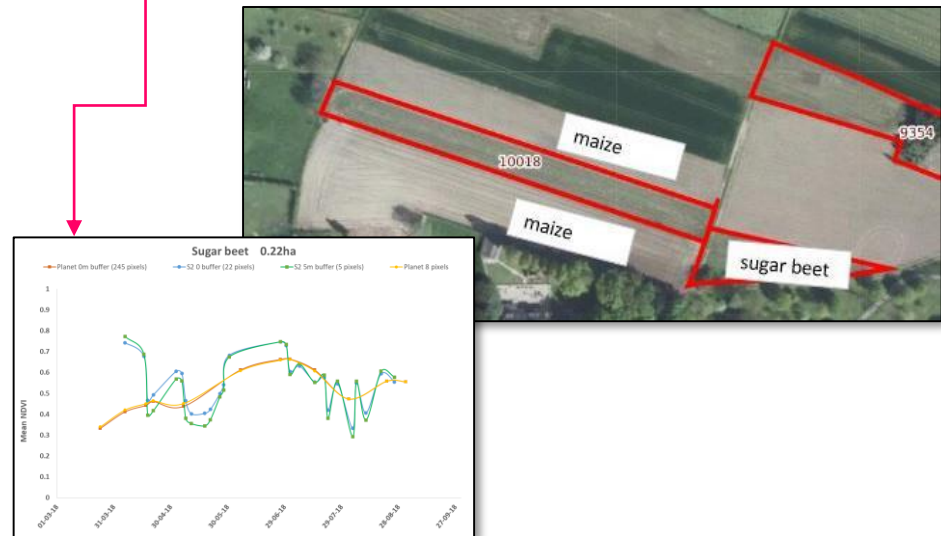 maize
10018
maize
9354
sugar beet
Sugar beet 0.22ha
Planet 0m buffer (245 pixels) S2 0 buffer (22 pixels) S2 5m buffer (5 pixels) Planet 8 pixels
1
0.9
0.8
0.7
0.6
0.5
0.4
0.3
0.2
0.1
0
Mean NDVI
01-03-18 31-03-18 30-04-18 30-05-18 29-06-18 29-07-18 28-08-18 27-09-18